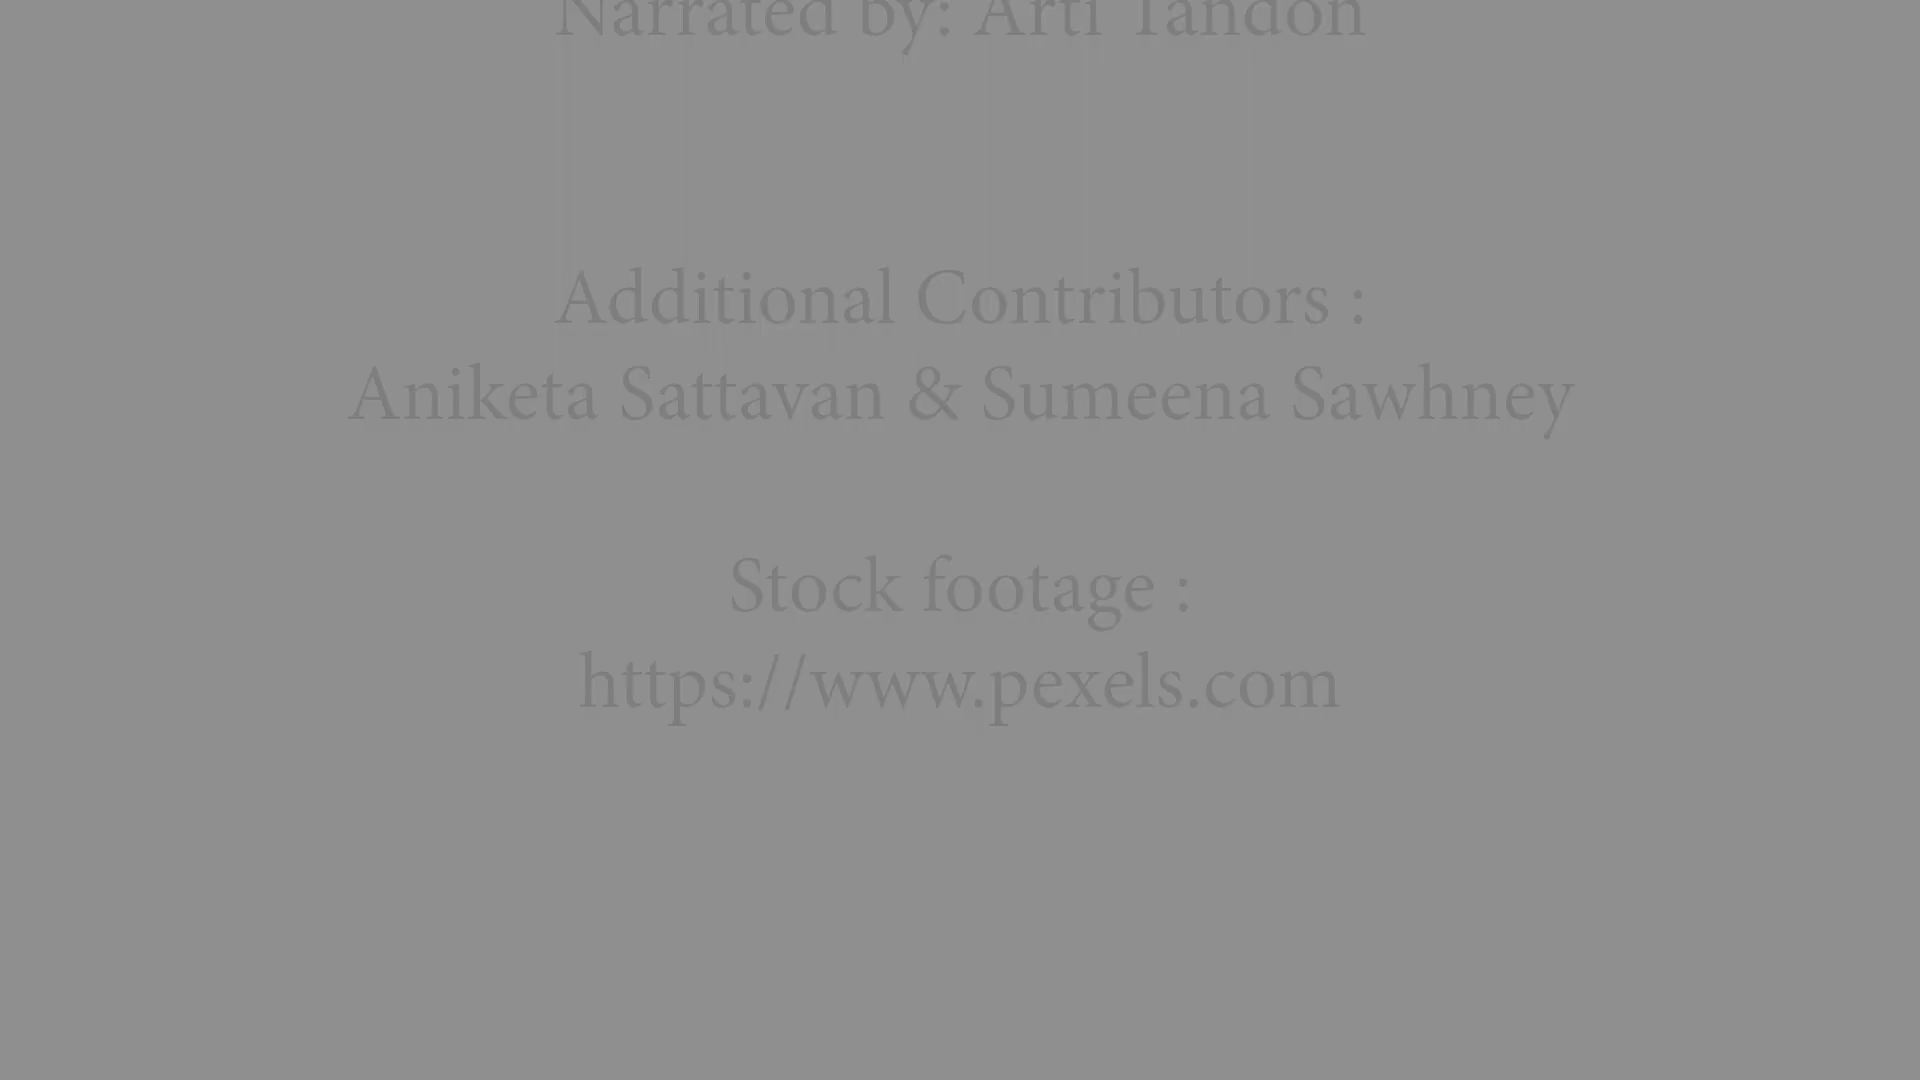 Narrated by: Arti Tandon
Additional Contributors :
Aniketa Sattavan & Sumeena Sawhney
Stock footage :
https://www.pexels.com